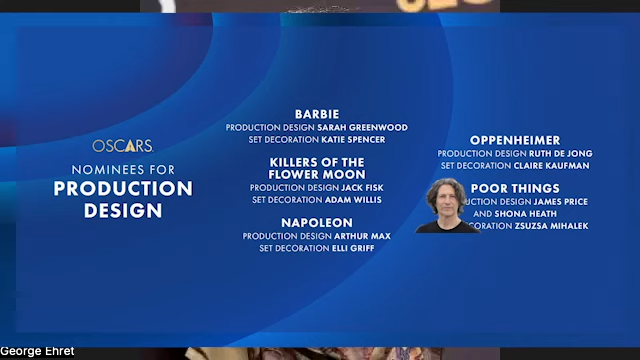 OSCARS
NOMINEES FOR
PRODUCTION
DESIGN
BARBIE
PRODUCTION DESIGN SARAH GREENWOOD
SET DECORATION KATIE SPENCER
KILLERS OF THE
FLOWER MOON
PRODUCTION DESIGN JACK FISK
SET DECORATION ADAM WILLIS
NAPOLEON
PRODUCTION DESIGN ARTHUR MAX
SET DECORATION ELLI GRIFF
OPPENHEIMER
PRODUCTION DESIGN RUTH DE JONG
SET DECORATION CLAIRE KAUFMAN
POOR THINGS
DESIGN JAMES PRICE
AND SHONA HEATH
ZSUZSA MIHALEK
George Ehret